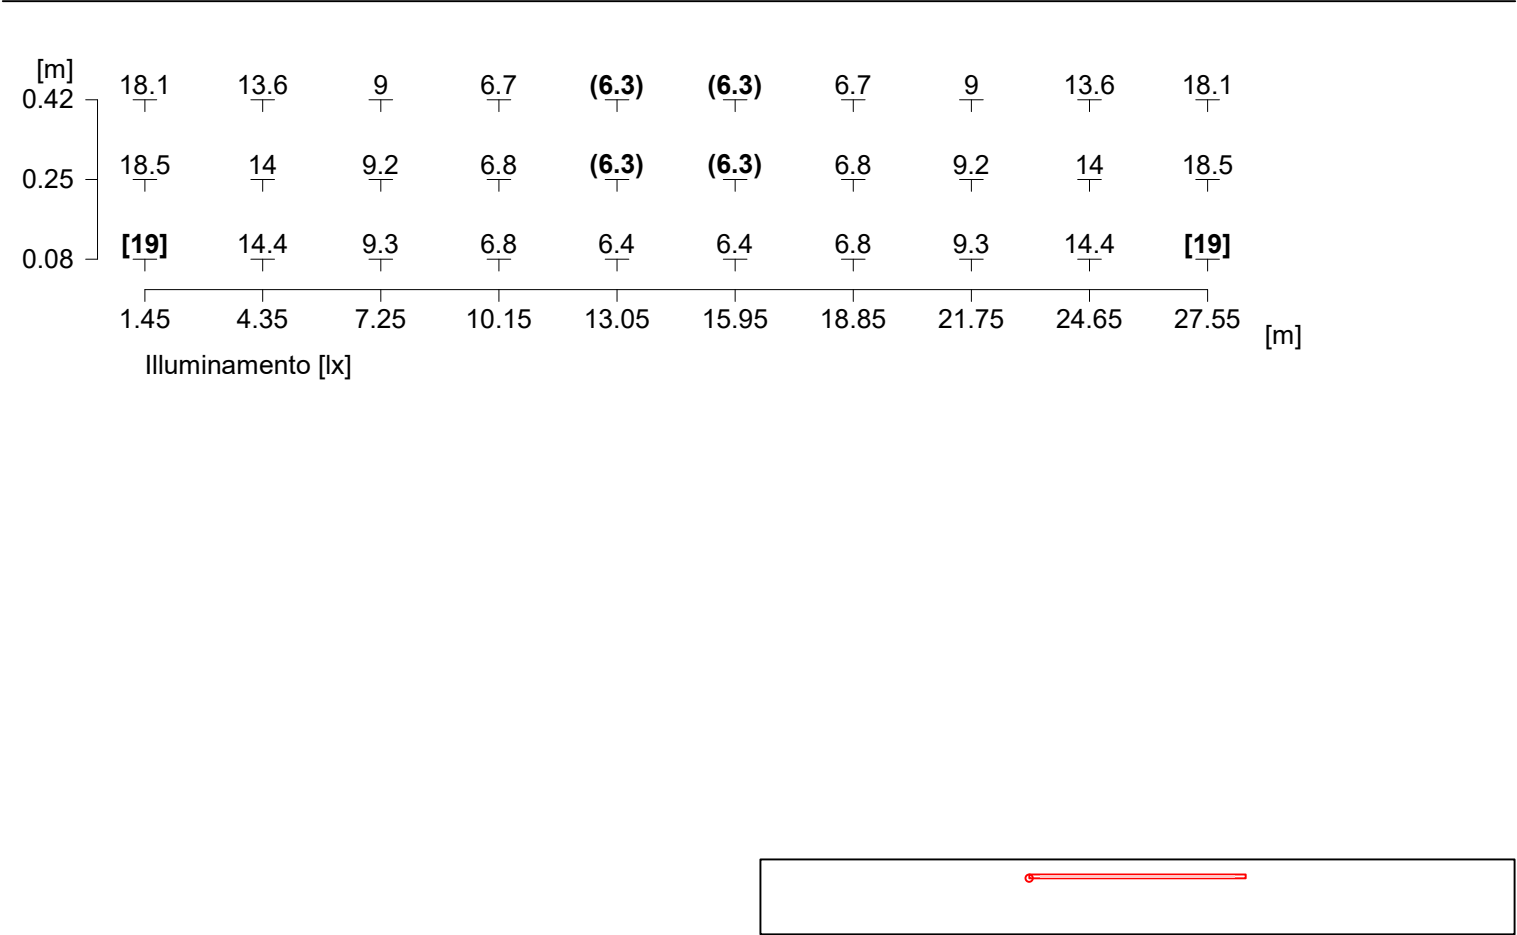 [m]
18.1 13.6 9 6.7 (6.3) (6.3) 6.7 9 13.6 18.1
0.42
18.5 14 9.2 6.8 (6.3) (6.3) 6.8 9.2 14 18.5
0.25
[19] 14.4 9.3 6.8 6.4 6.4 6.8 9.3 14.4 [19]
0.08
1.45 4.35 7.25 10.15 13.05 15.95 18.85 21.75 24.65 27.55
[m]
Illuminamento [lx]